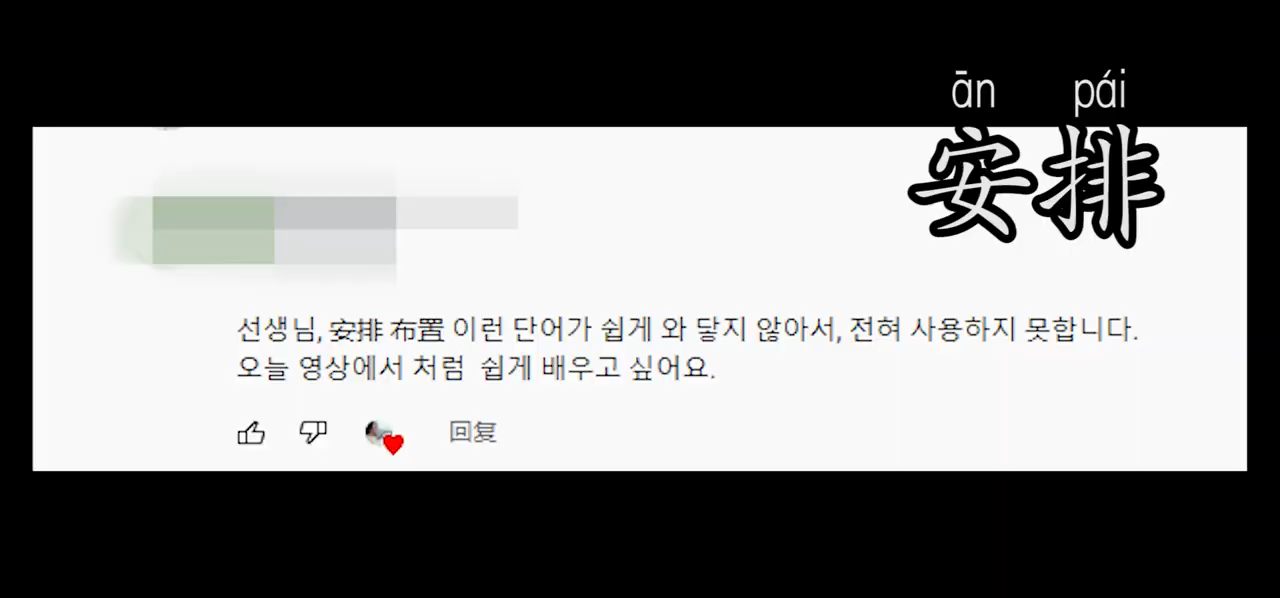 ān pái
安排
선생님, 安排 布置 이런 단어가 쉽게 와 닿지 않아서, 전혀 사용하지 못합니다.
오늘 영상에서 처럼 쉽게 배우고 싶어요.
回复